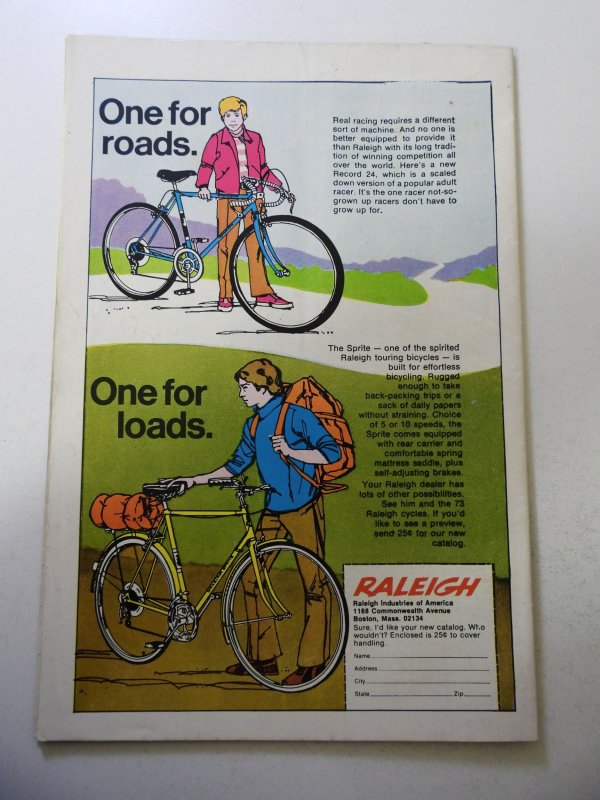 One for
roads.
Real racing requires a different
sort of machine. And no one is
better equipped to provide it
than Raleigh with its long tradi-
tion of winning competition all
over the world. Here's a new
Record 24, which is a scaled
down version of a popular adult
racer. It's the one racer not-so-
grown up racers don't have to
grow up for.
The Sprite — one of the spirited
Raleigh touring bicycles — is
built for effortless
bicycling. Rugged
enough to take
back-packing trips or a
sack of daily papers
without straining. Choice
of 5 or 10 speeds, the
Sprite comes equipped
with rear carrier and
comfortable spring
mattress saddle, plus
self-adjusting brakes.
Your Raleigh dealer has
lots of other possibilities.
See him and the 73
Raleigh cycles. If you'd
like to see a preview,
send 25¢ for our new
catalog.
One for
loads.
RALEIGH
Raleigh Industries of America
1168 Commonwealth Avenue
Boston, Mass. 02134
Sure, I'd like your new catalog. Who
wouldn't? Enclosed is 25¢ to cover
handling.
Name
Address
City
State Zip